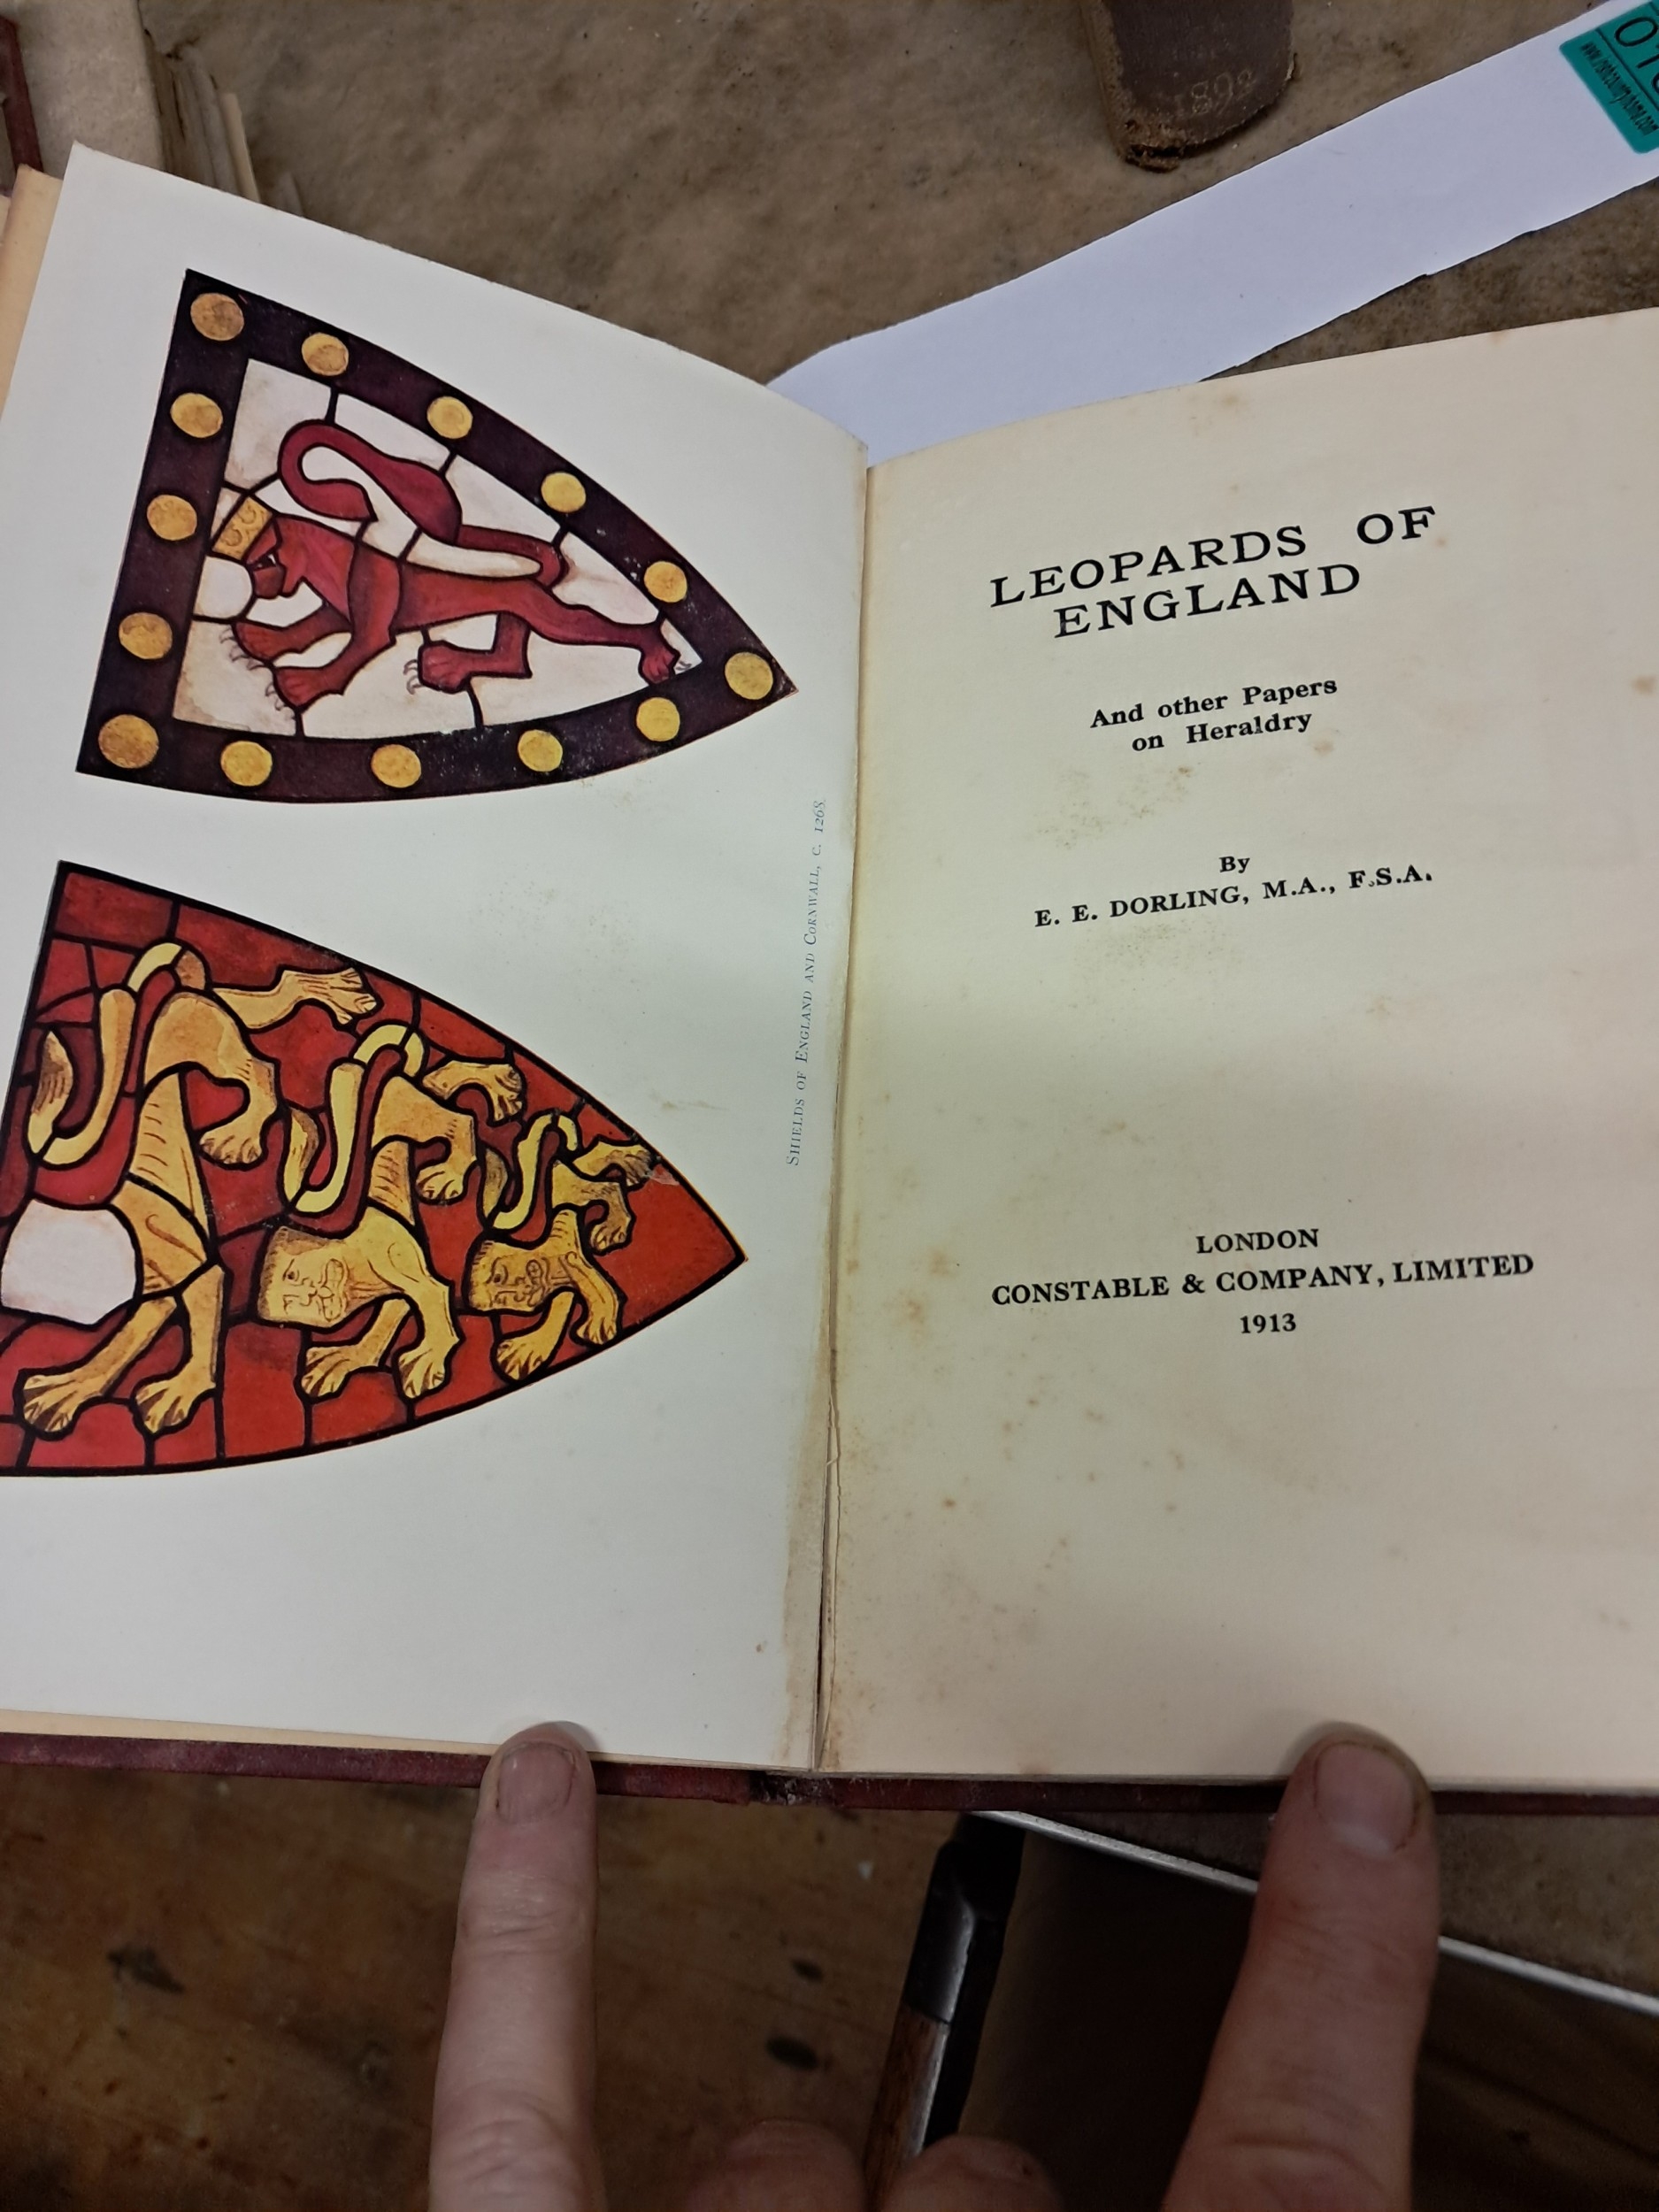 1892
SHIELDS OF ENGLAND AND CORNWALL, C. 1268
LEOPARDS OF
ENGLAND
And other Papers
on Heraldry
By
E. E. DORLING, M.A., F.S.A.
LONDON
CONSTABLE & COMPANY, LIMITED
1913